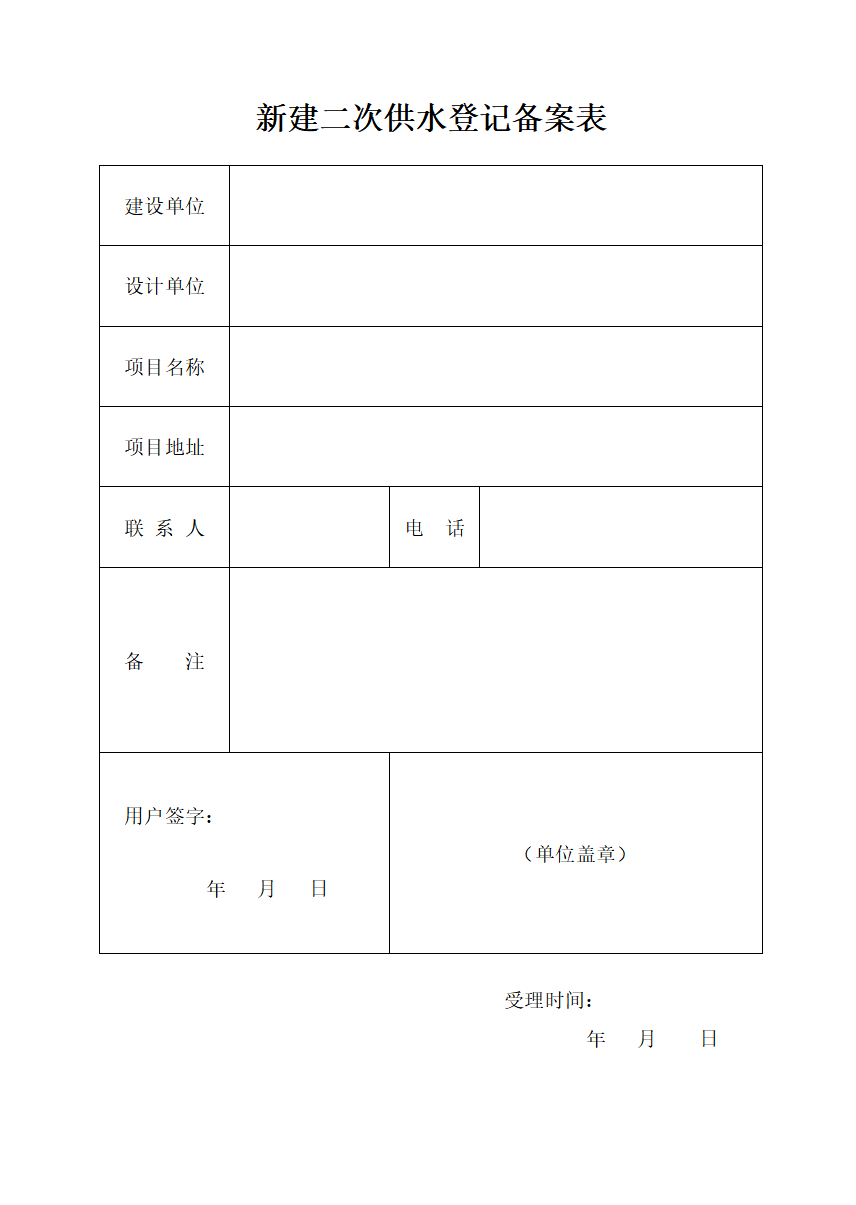 新建二次供水登记备案表
建设单位
设计单位
项目名称
项目地址
联 系 人 电 话
备 注
用户签字：
（单位盖章）
年 月 日
受理时间：
年 月 日